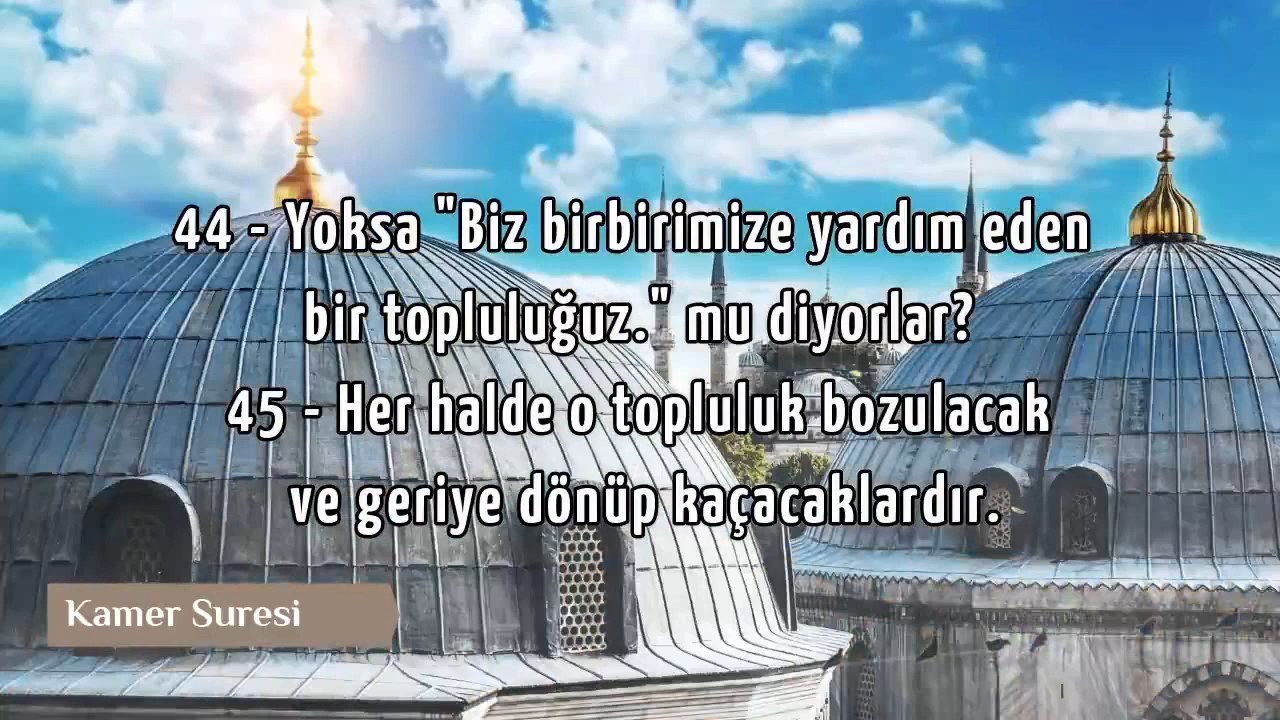 44 - Yoksa "Biz birbirimize yardım eden
bir topluluğuz." mu diyorlar?
45 - Her halde o topluluk bozulacak
ve geriye dönüp kaçacaklardır.
Kamer Suresi